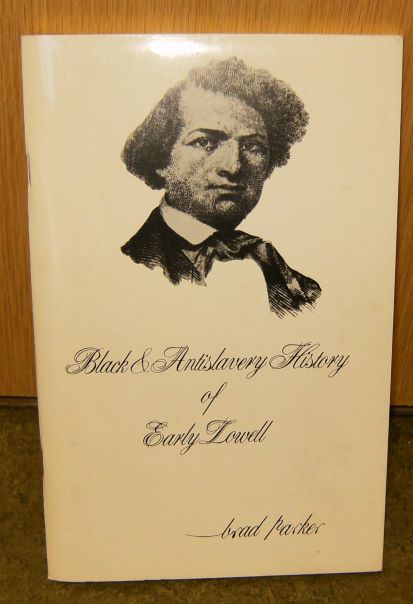 Black & Antislavery History
of
Early Lowell
brad parker